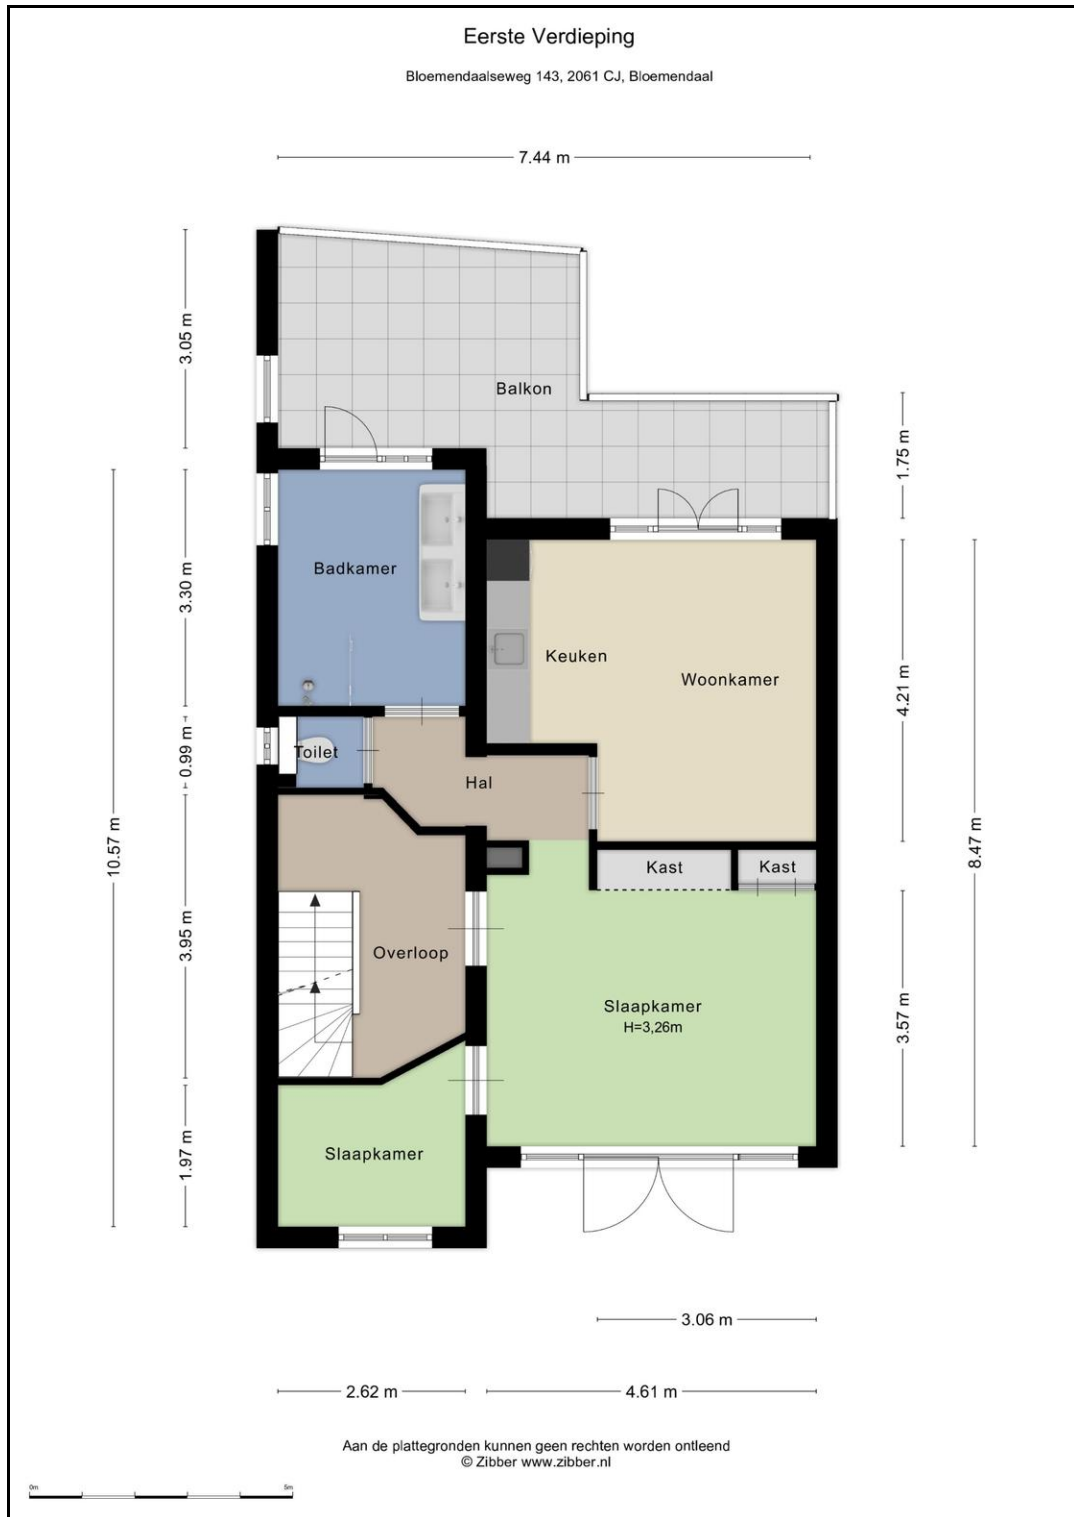 Eerste Verdieping
Bloemendaalseweg 143, 2061 CJ, Bloemendaal
7.44 m
3.05 m
Balkon
1.75 m
3.30 m
Badkamer
Keuken
Woonkamer
4.21 m
0.99 m
Toilet
Hal
10.57 m
8.47 m
Kast
Kast
3.95 m
Overloop
Slaapkamer
H=3,26m
3.57 m
1.97 m
Slaapkamer
3.06 m
2.62 m
4.61 m
Aan de plattegronden kunnen geen rechten worden ontleend
© Zibber www.zibber.nl
0m
5m